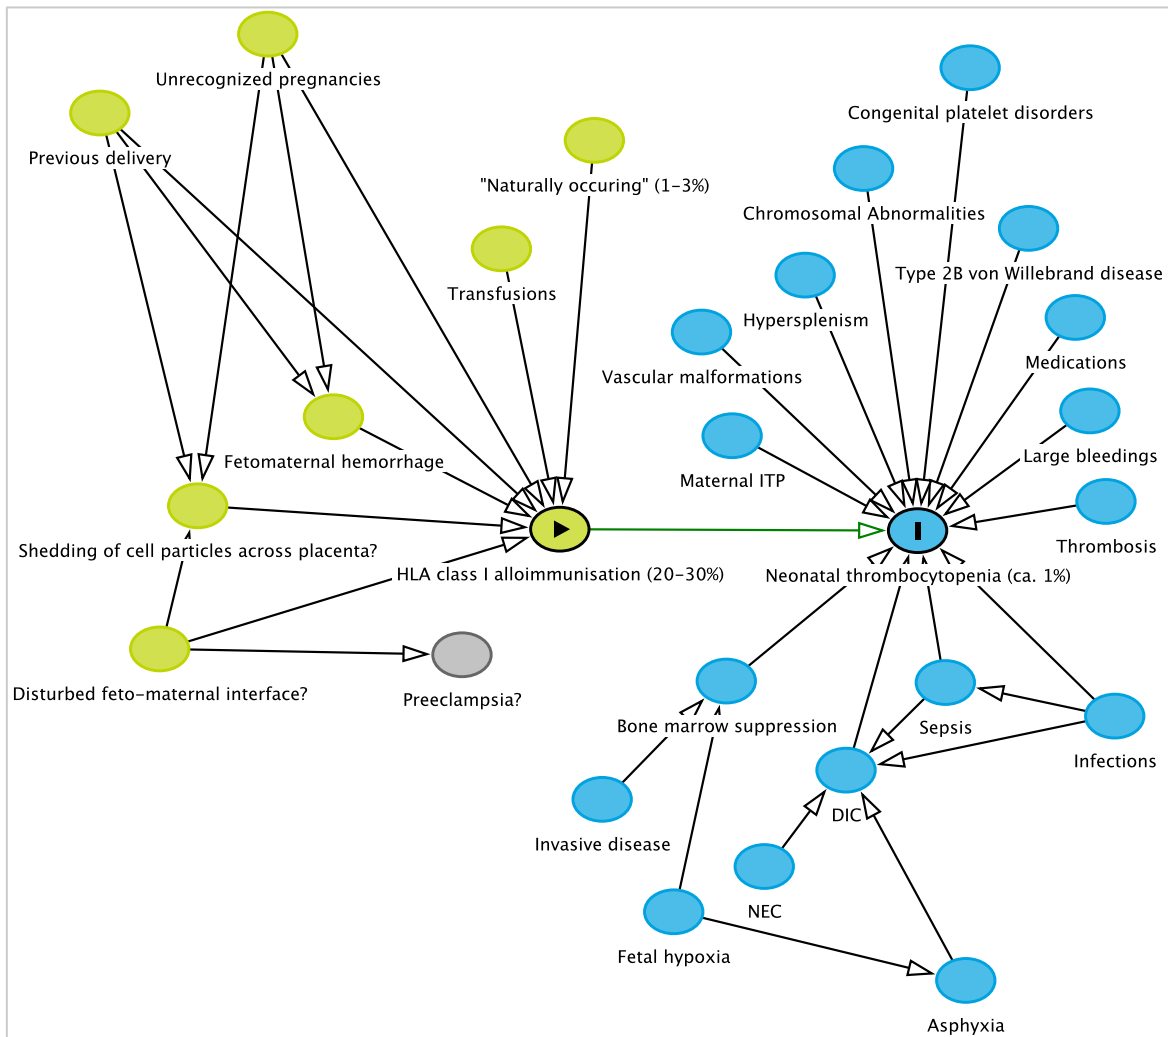 Unrecognized pregnancies
Congenital platelet disorders
Previous delivery
"Naturally occuring" (1-3%)
Chromosomal Abnormalities
Type 2B von Willebrand disease
Transfusions
Hypersplenism
Medications
Vascular malformations
Large bleedings
Fetomaternal hemorrhage
Maternal ITP
Thrombosis
Shedding of cell particles across placenta?
HLA class I alloimmunisation (20-30%)
Neonatal thrombocytopenia (ca. 1%)
Disturbed feto-maternal interface?
Preeclampsia?
Bone marrow suppression
Sepsis
Infections
DIC
Invasive disease
NEC
Fetal hypoxia
Asphyxia